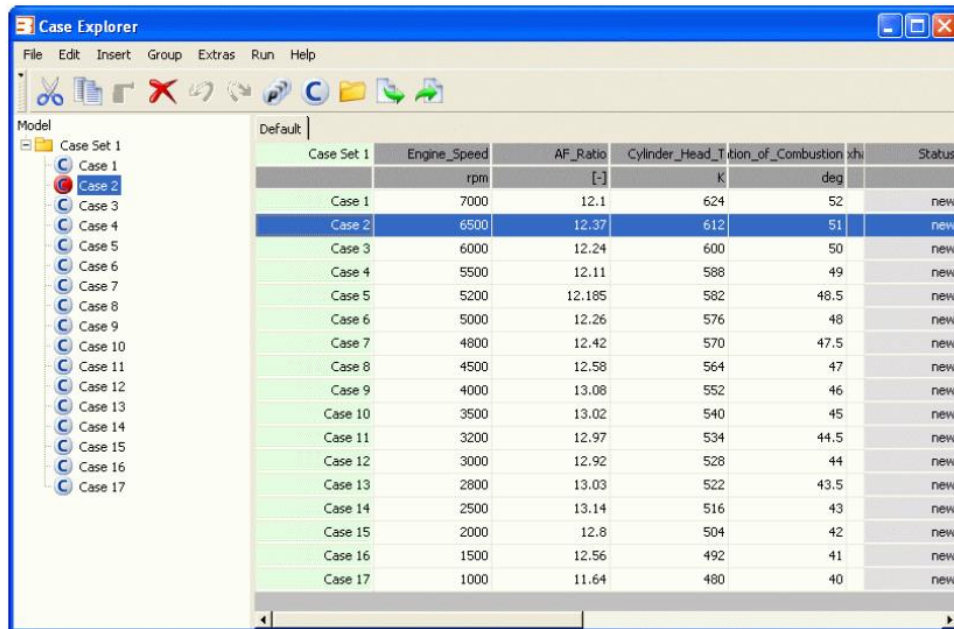 Case Explorer
File Edit Insert Group Extras Run Help
Model
Case Set 1
Case 1
Case 2
Case 3
Case 4
Case 5
Case 6
Case 7
Case 8
Case 9
Case 10
Case 11
Case 12
Case 13
Case 14
Case 15
Case 16
Case 17
Default
Case Set 1 Engine_Speed AF_Ratio Cylinder_Head_T tion_of_Combustion xha Status
rpm [-] K deg
Case 1 7000 12.1 624 52 new
Case 2 6500 12.37 612 51 new
Case 3 6000 12.24 600 50 new
Case 4 5500 12.11 588 49 new
Case 5 5200 12.185 582 48.5 new
Case 6 5000 12.26 576 48 new
Case 7 4800 12.42 570 47.5 new
Case 8 4500 12.58 564 47 new
Case 9 4000 13.08 552 46 new
Case 10 3500 13.02 540 45 new
Case 11 3200 12.97 534 44.5 new
Case 12 3000 12.92 528 44 new
Case 13 2800 13.03 522 43.5 new
Case 14 2500 13.14 516 43 new
Case 15 2000 12.8 504 42 new
Case 16 1500 12.56 492 41 new
Case 17 1000 11.64 480 40 new